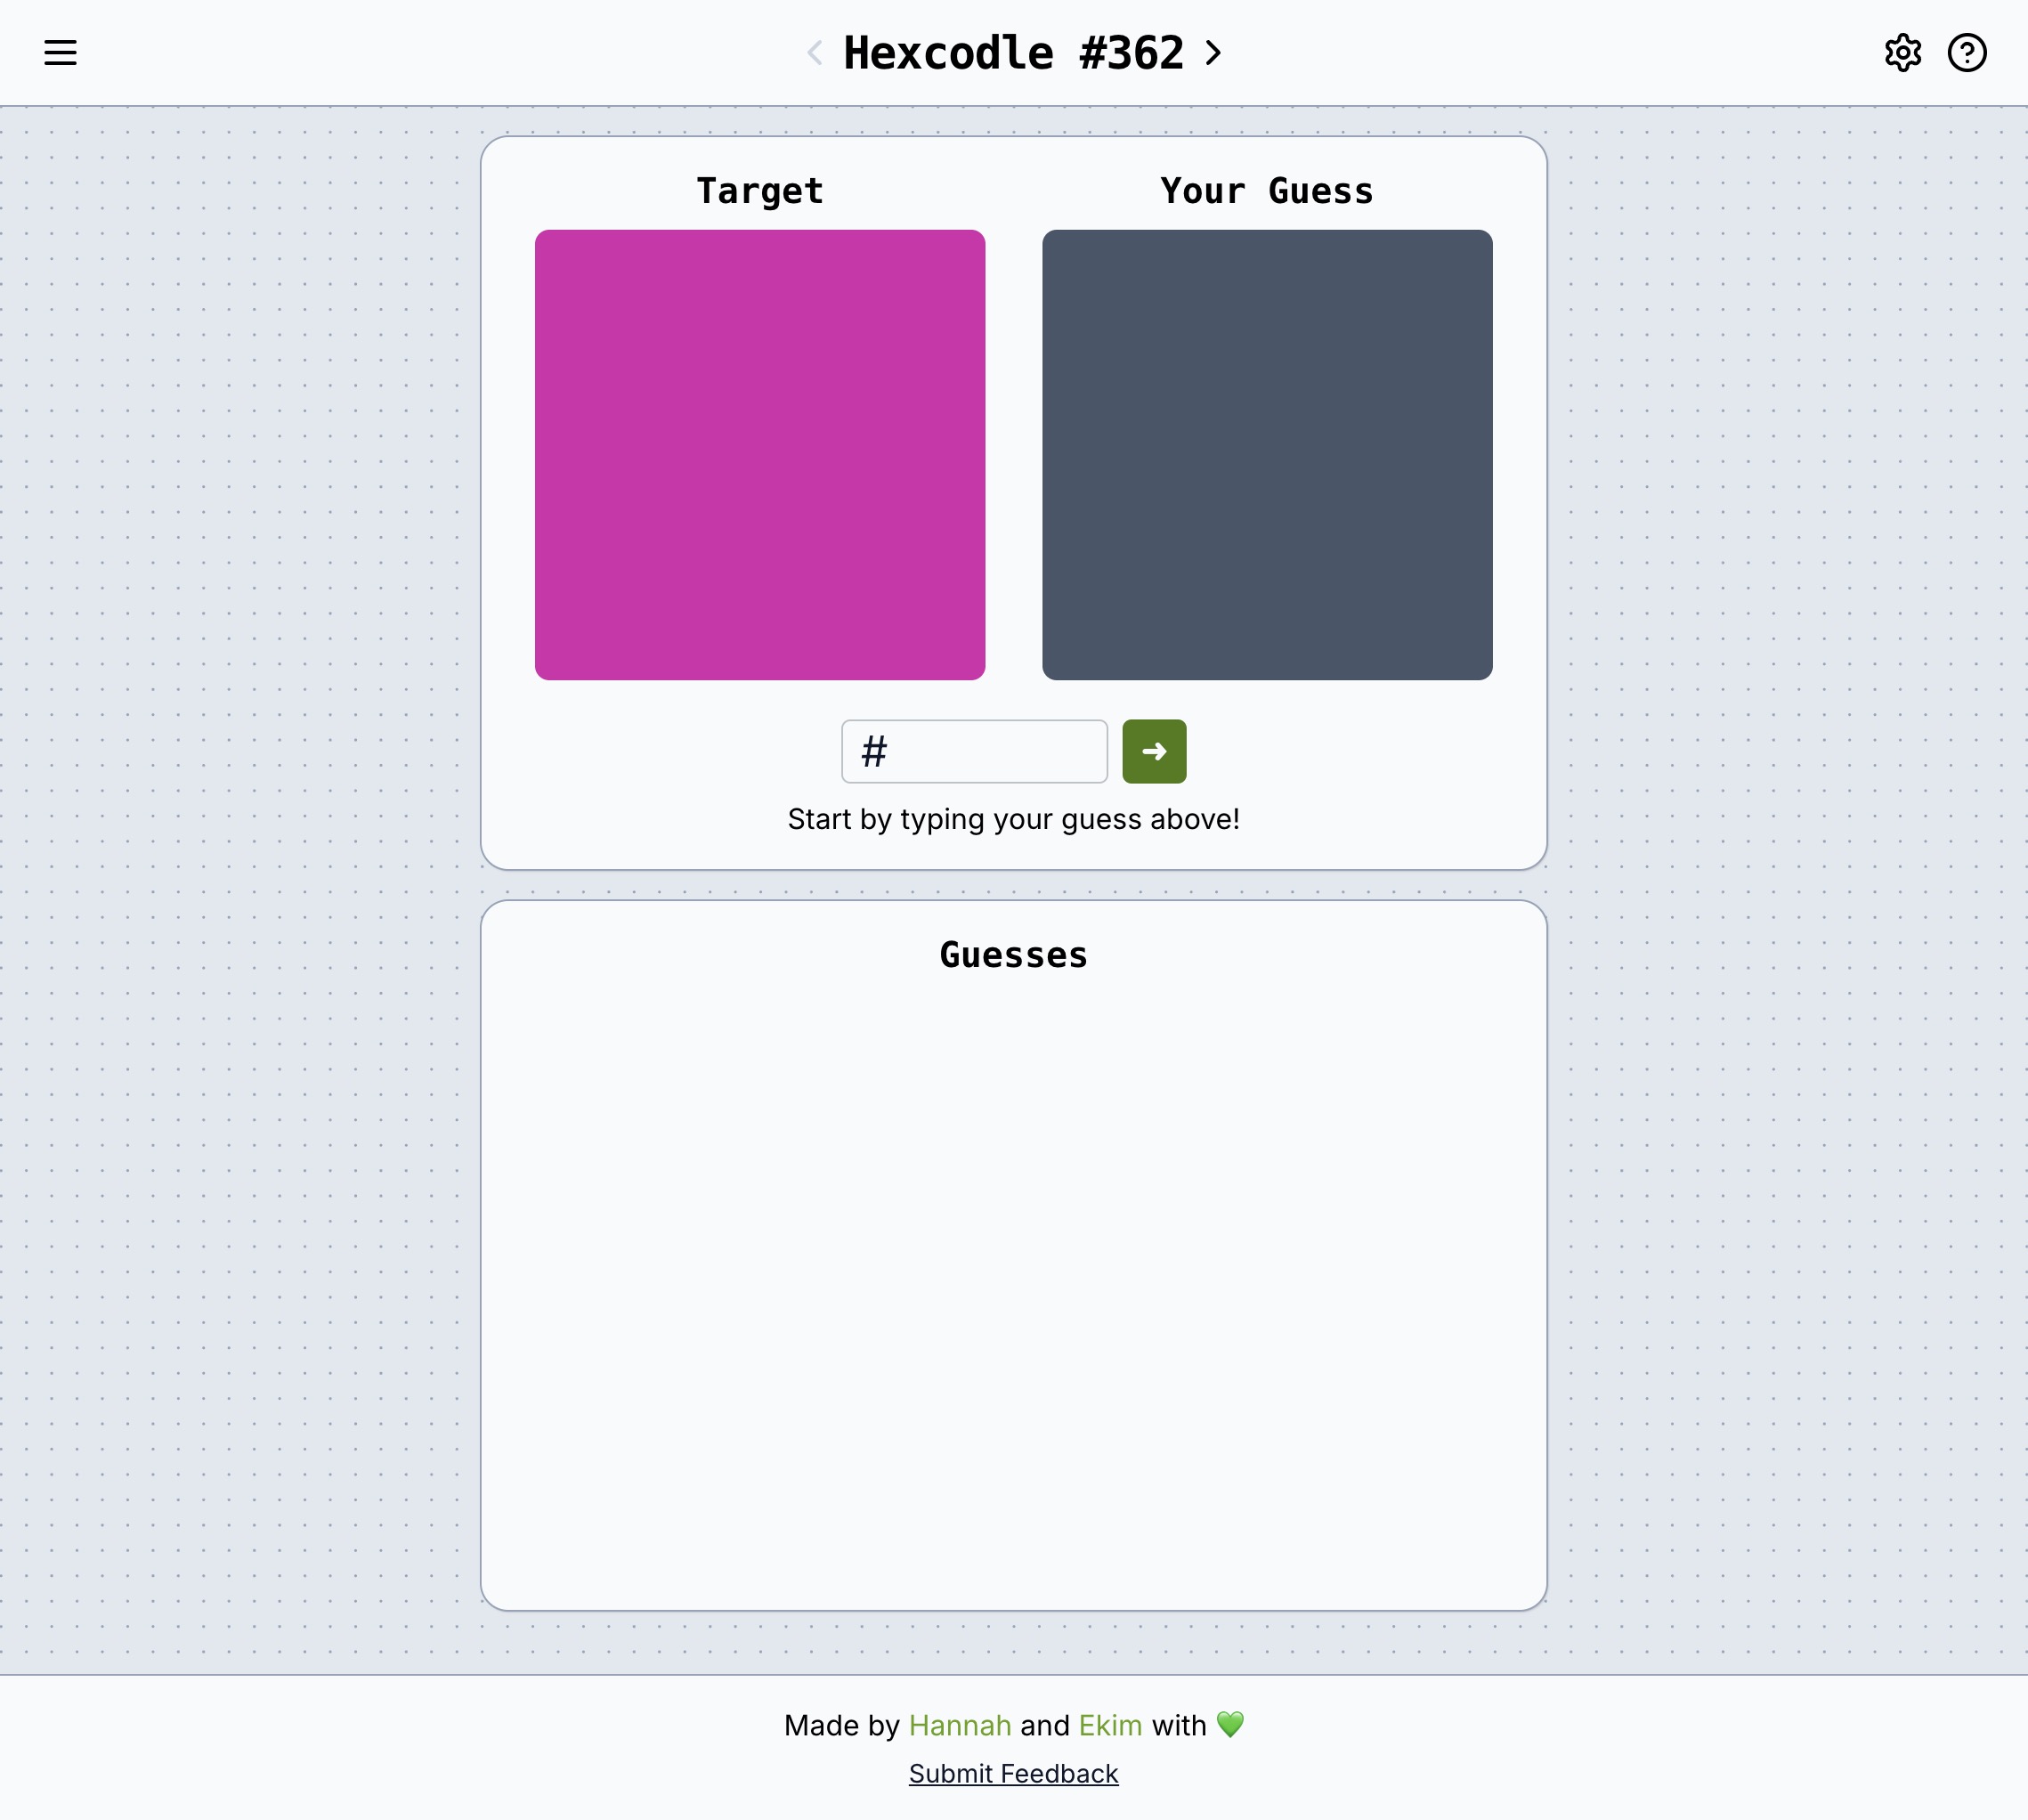 Hexcodle #362
Target
Your Guess
#
Start by typing your guess above!
Guesses
Made by Hannah and Ekim with 💚
Submit Feedback